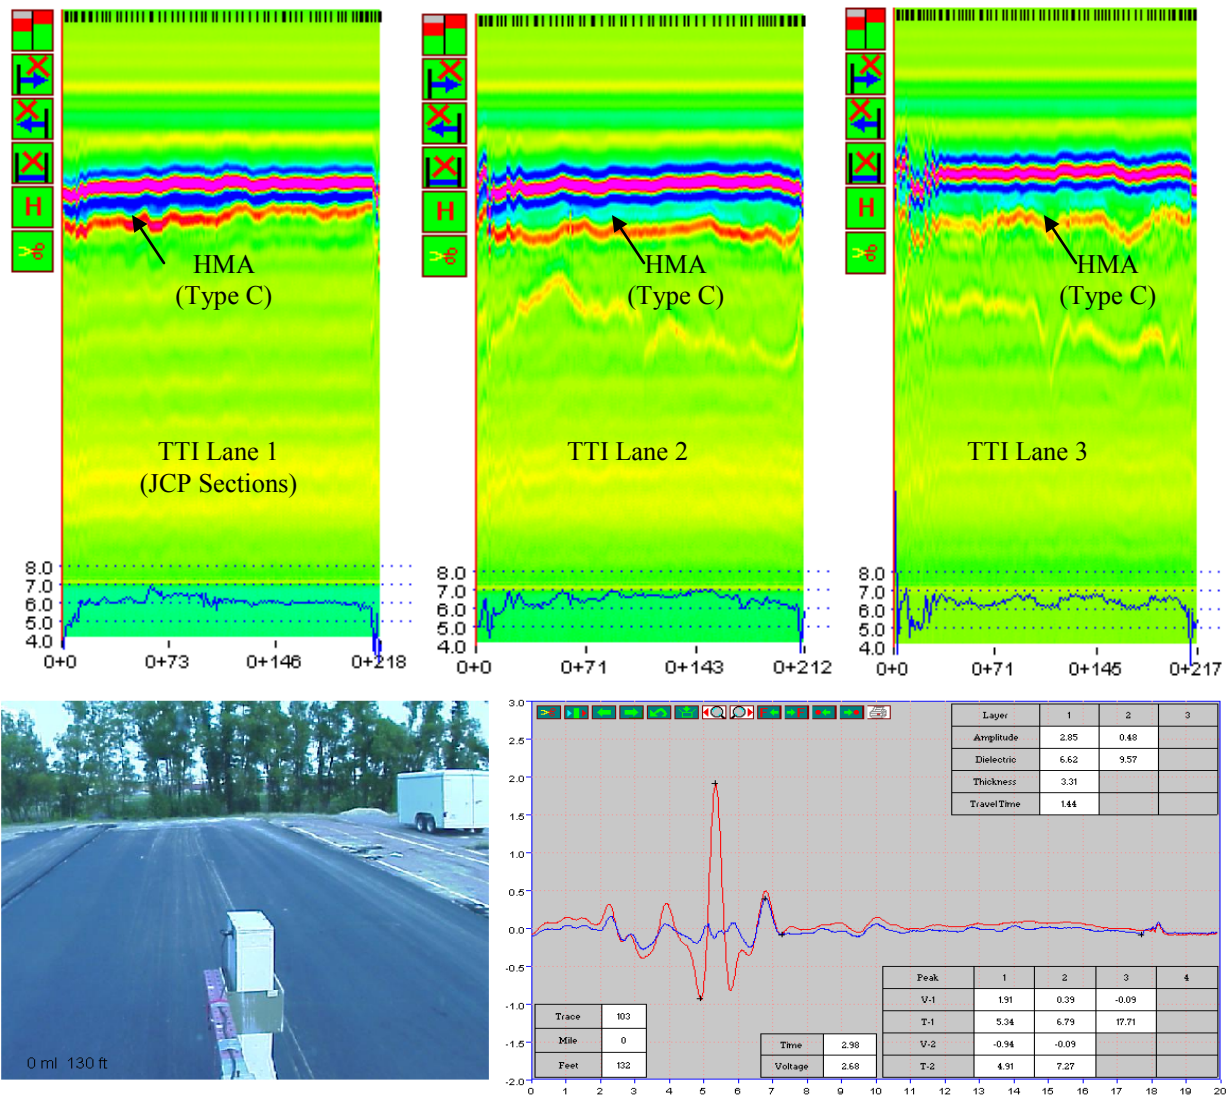 H
HMA
(Type C)
TTI Lane 1
(JCP Sections)
8.0
7.0
6.0
5.0
4.0
0+0 0+73 0+146 0+218
H
HMA
(Type C)
TTI Lane 2
8.0
7.0
6.0
5.0
4.0
0+0 0+71 0+143 0+212
H
HMA
(Type C)
TTI Lane 3
8.0
7.0
6.0
5.0
4.0
0+0 0+71 0+145 0+217
0 ml 130 ft
3.0
2.5
2.0
1.5
1.0
0.5
0.0
-0.5
-1.0
-1.5
-2.0
0 1 2 3 4 5 6 7 8 9 10 11 12 13 14 15 16 17 18 19 20
F F
Layer 1 2 3
Amplitude 2.85 0.48
Dielectric 6.62 9.57
Thickness 3.31
Travel Time 1.44
Trace 103
Mile 0
Feet 132
Time 2.98
Voltage 2.68
Peak 1 2 3 4
V-1 1.91 0.39 -0.09
T-1 5.34 6.79 17.71
V-2 -0.94 -0.09
T-2 4.91 7.27